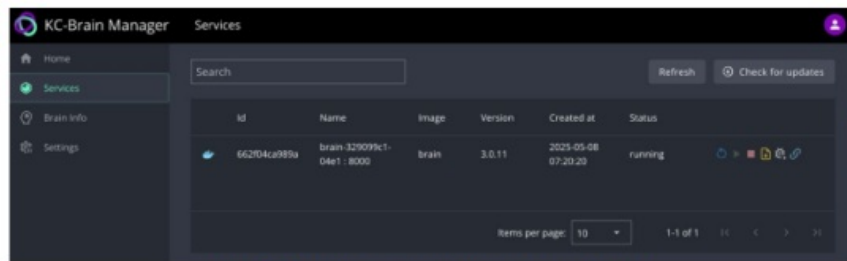 KC-Brain Manager Services
Home
Services
Brain Info
Settings
Search
Refresh
Check for updates
Id Name Image Version Created at Status
662f04ca989a brain-329099c1-04e1 : 8000 brain 3.0.11 2025-05-08 07:20:20 running
Items per page: 10 1-1 of 1